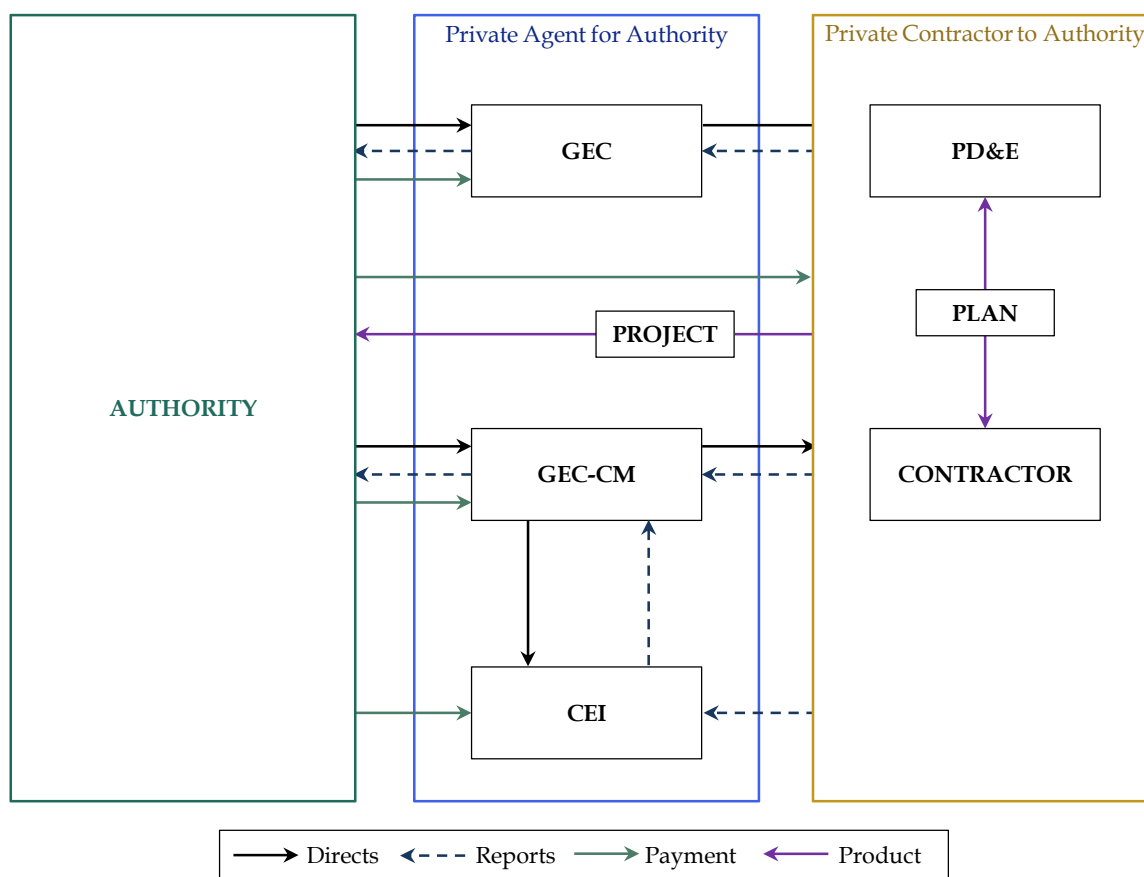 Private Agent for Authority
Private Contractor to Authority
GEC
PD&E
PLAN
PROJECT
AUTHORITY
GEC-CM
CONTRACTOR
CEI
Directs
Reports
Payment
Product